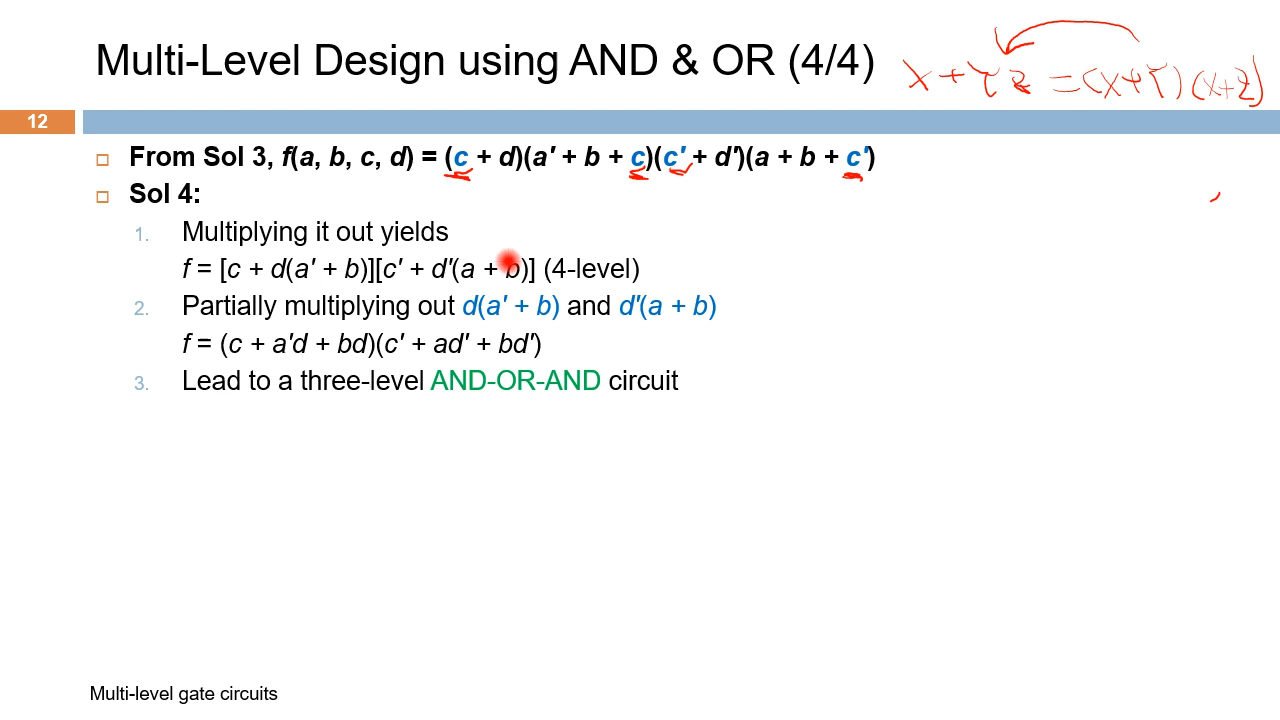 Multi-Level Design using AND & OR (4/4)
X + YZ = (X+Y)(X+Z)
12
From Sol 3, f(a, b, c, d) = (c + d)(a' + b + c)(c' + d')(a + b + c')
Sol 4:
1. Multiplying it out yields
f = [c + d(a' + b)][c' + d'(a + b)] (4-level)
2. Partially multiplying out d(a' + b) and d'(a + b)
f = (c + a'd + bd)(c' + ad' + bd')
3. Lead to a three-level AND-OR-AND circuit
Multi-level gate circuits